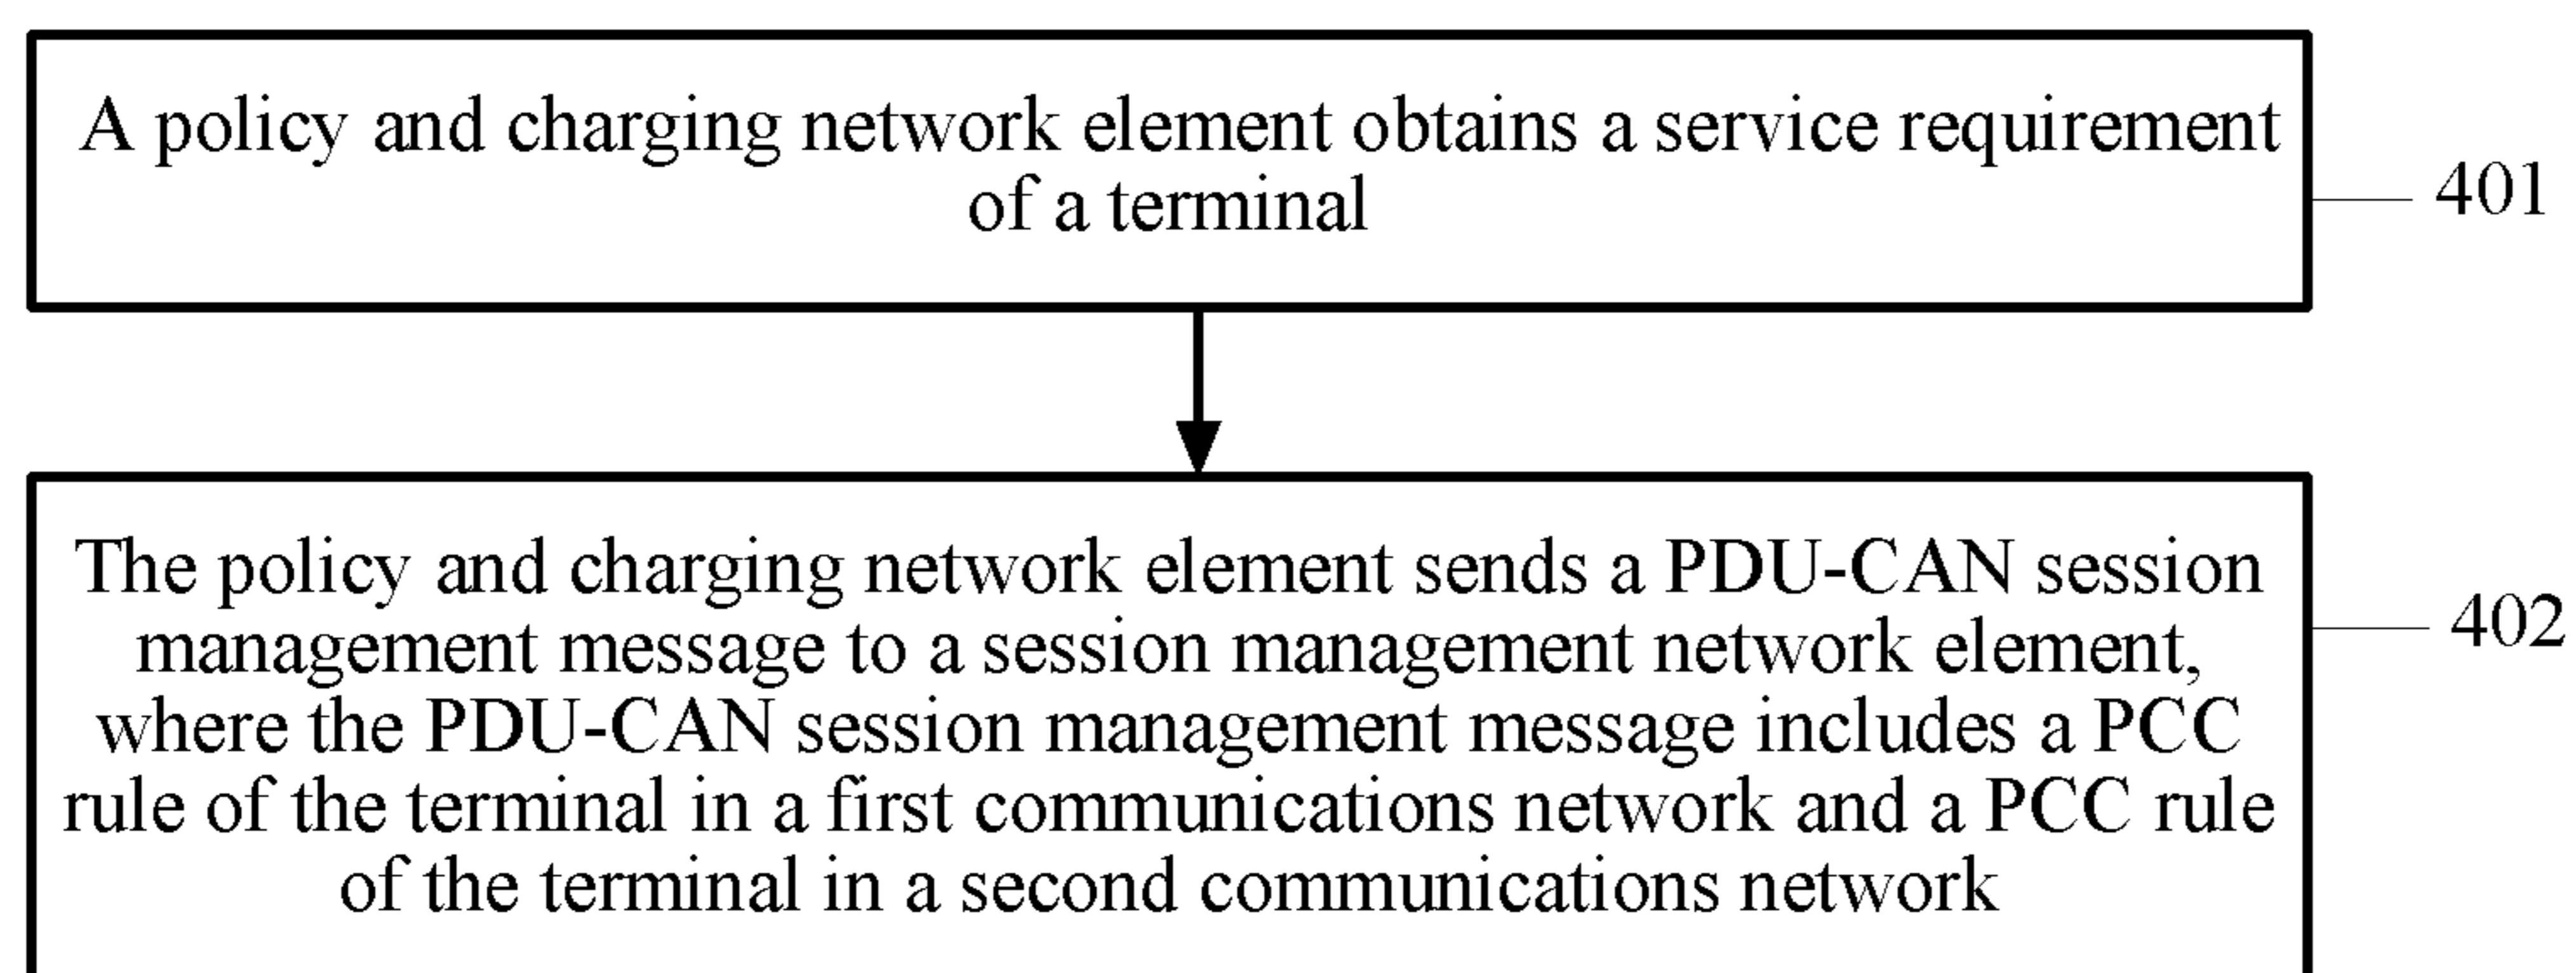 A policy and charging network element obtains a service requirement
of a terminal
401
The policy and charging network element sends a PDU-CAN session
management message to a session management network element,
where the PDU-CAN session management message includes a PCC
rule of the terminal in a first communications network and a PCC rule
of the terminal in a second communications network
402